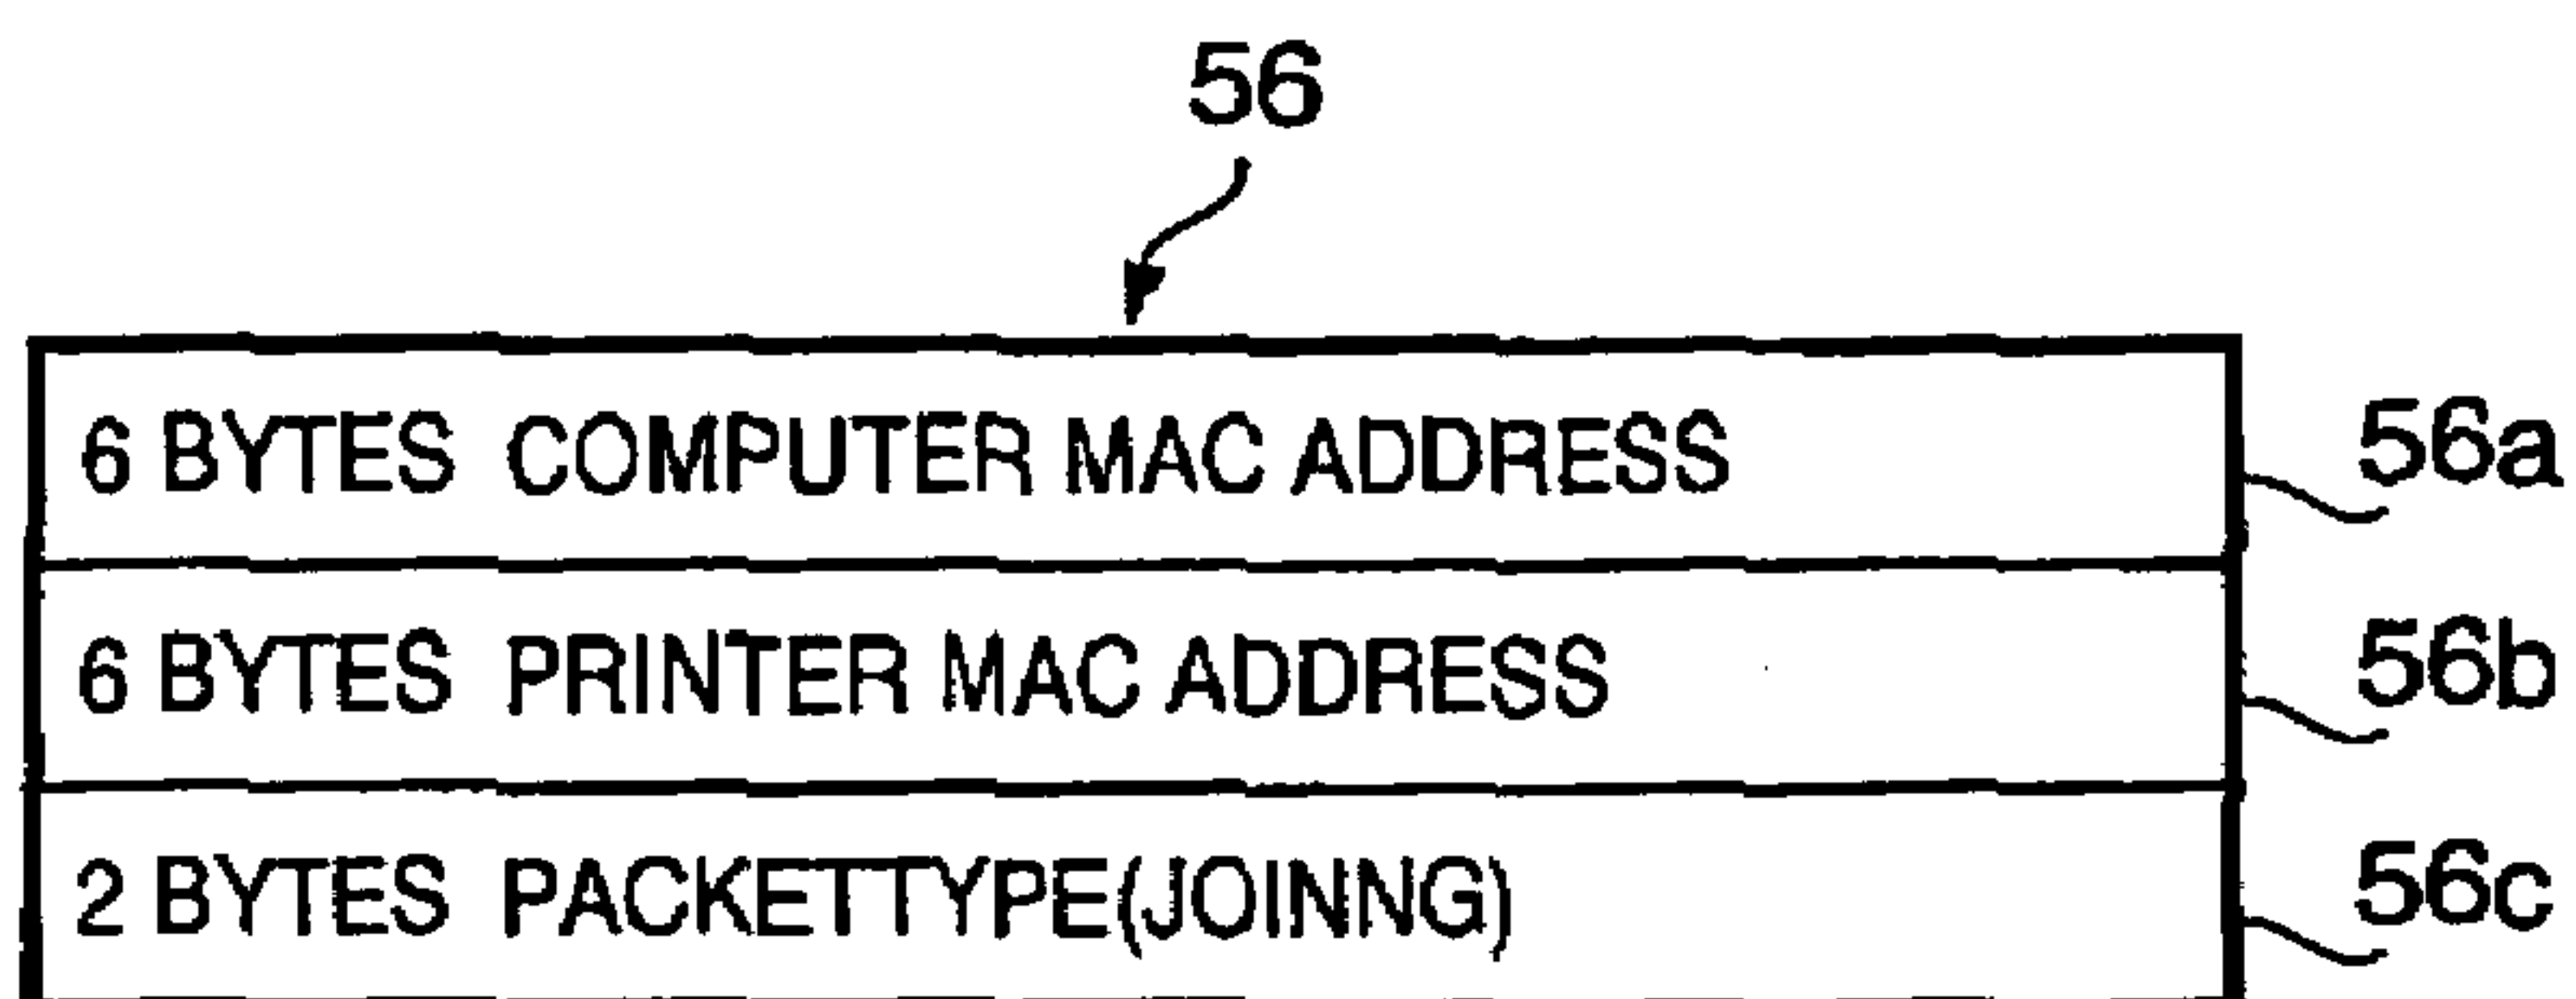 56
6 BYTES COMPUTER MAC ADDRESS 56a
6 BYTES PRINTER MAC ADDRESS 56b
2 BYTES PACKETTYPE(JOINNG) 56c